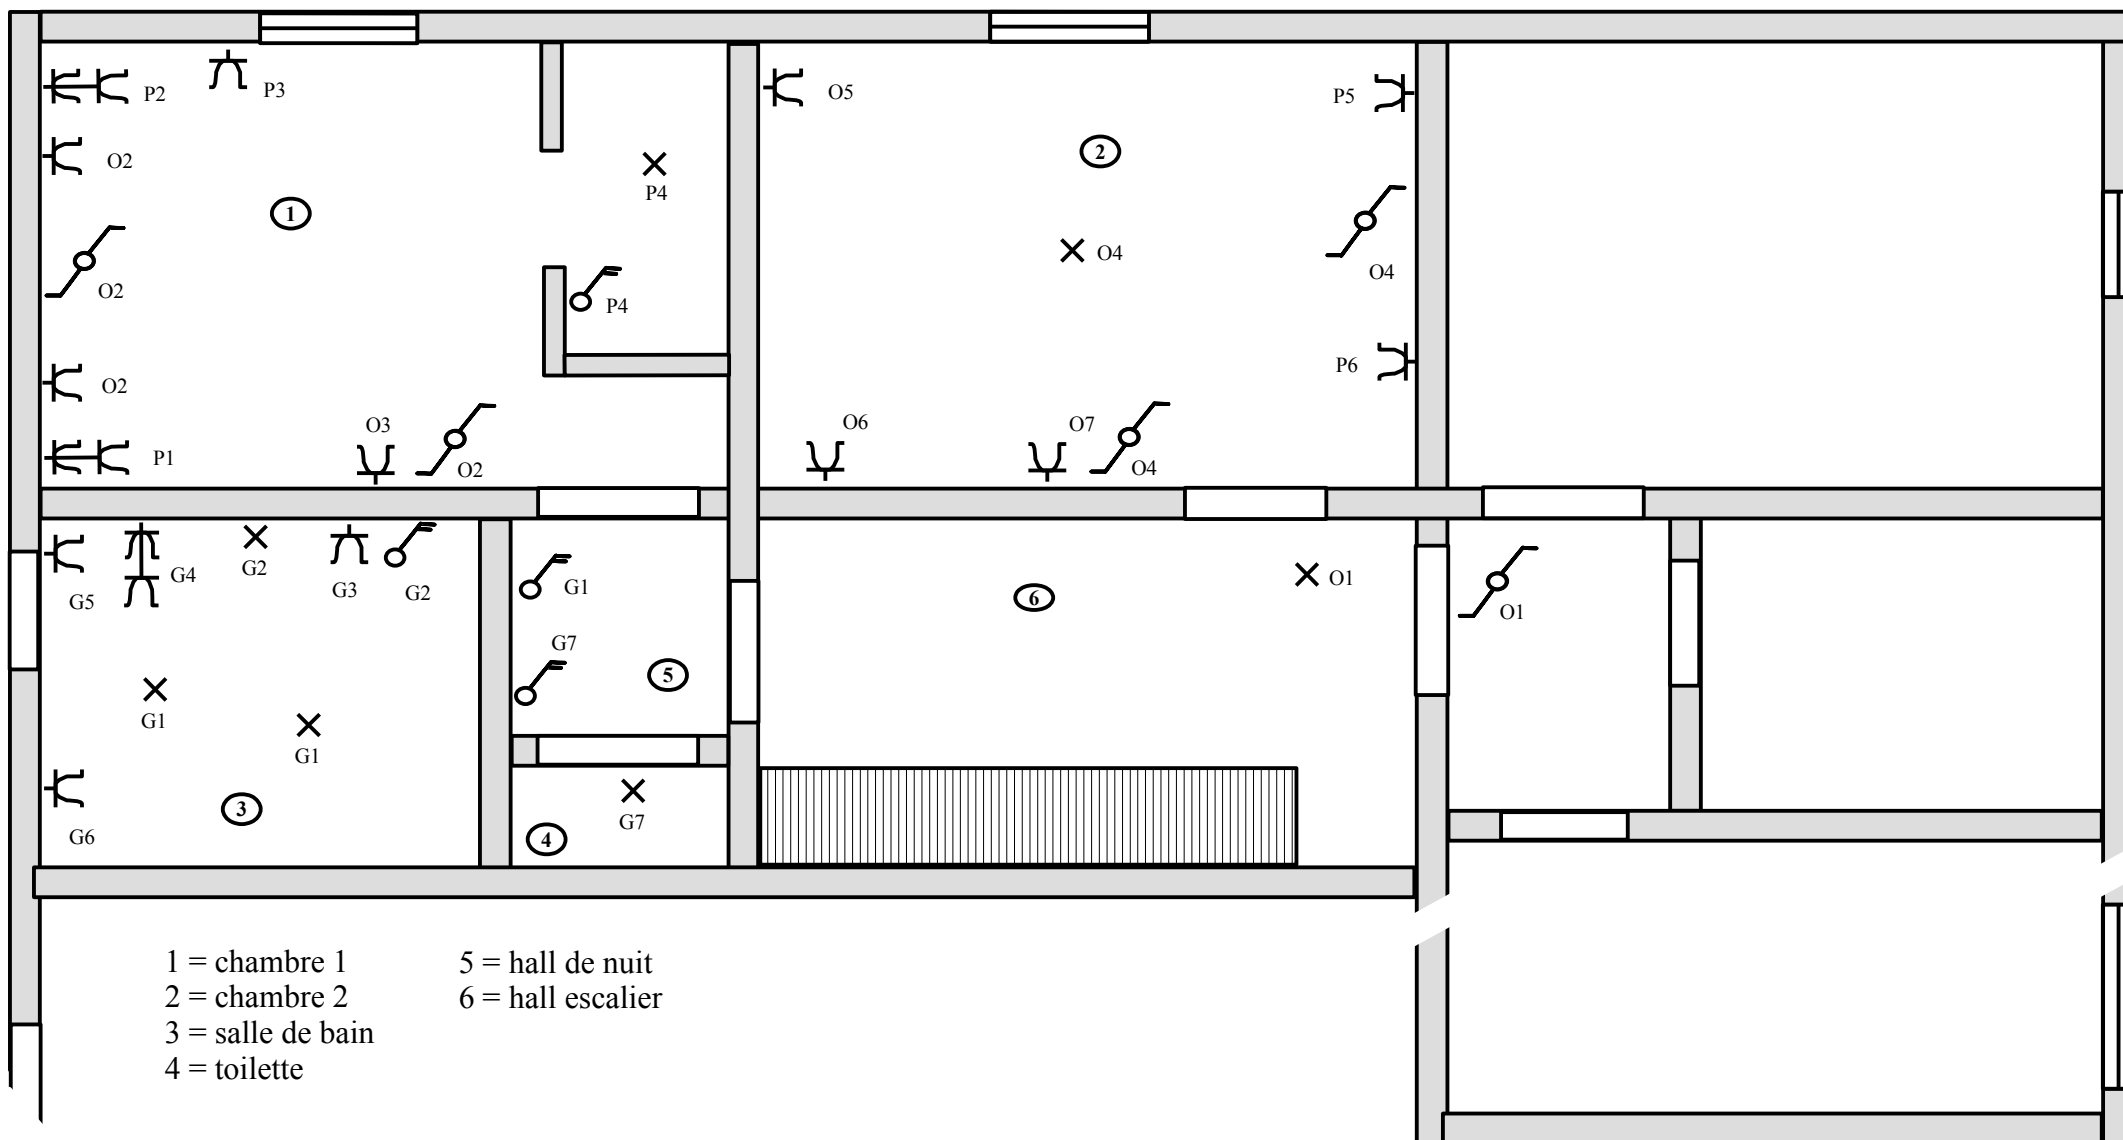 P2
P3
O5
P5
O2
1
P4
2
O4
O4
O2
P4
O2
P6
O3
O2
P1
O6
O7
O4
G5
G4
G2
G3
G2
G1
G7
5
6
O1
O1
G1
G1
G6
3
4
G7
1 = chambre 1
2 = chambre 2
3 = salle de bain
4 = toilette
5 = hall de nuit
6 = hall escalier